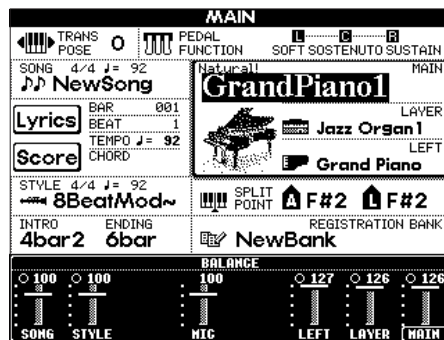 MAIN
TRANS
POSE 0
PEDAL
FUNCTION
L C R
SOFT SOSTENUTO SUSTAIN
SONG 4/4 ♩= 92
NewSong
Natural! MAIN
GrandPiano1
Lyrics
BAR 001
BEAT 1
TEMPO ♩= 92
CHORD
Score
LAYER
Jazz Organ1
LEFT
Grand Piano
STYLE 4/4 ♩= 92
8BeatMod~
SPLIT
POINT A F#2 L F#2
INTRO ENDING
4bar2 6bar
REGISTRATION BANK
NewBank
BALANCE
100 100 100 127 126 126
SONG STYLE MIC LEFT LAYER MAIN